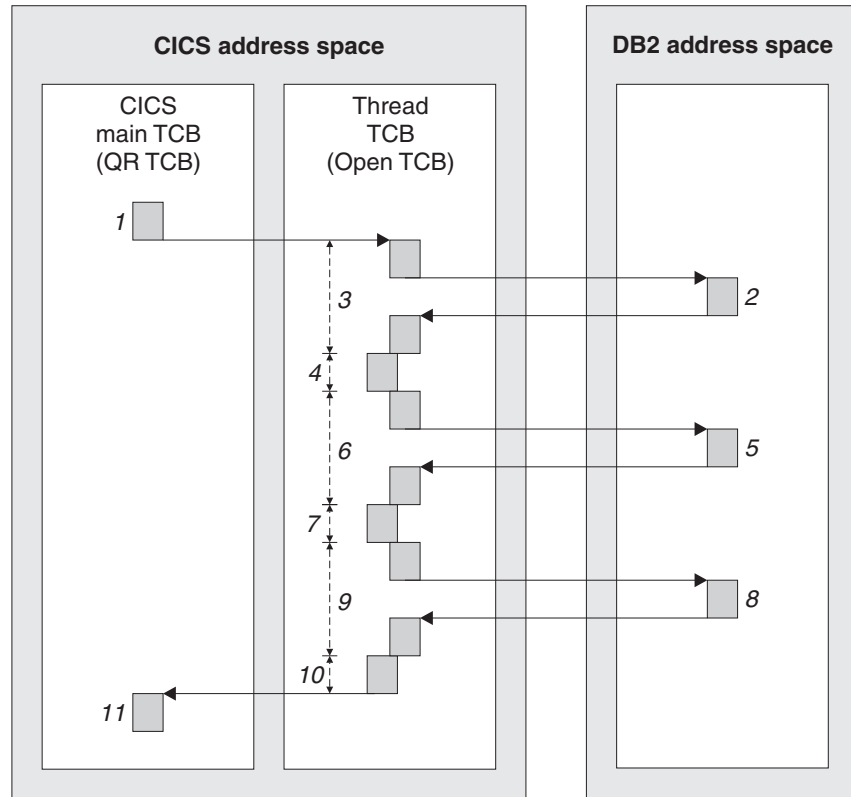 CICS address space
DB2 address space
CICS
main TCB
(QR TCB)
Thread
TCB
(Open TCB)
1
2
3
4
5
6
7
8
9
10
11